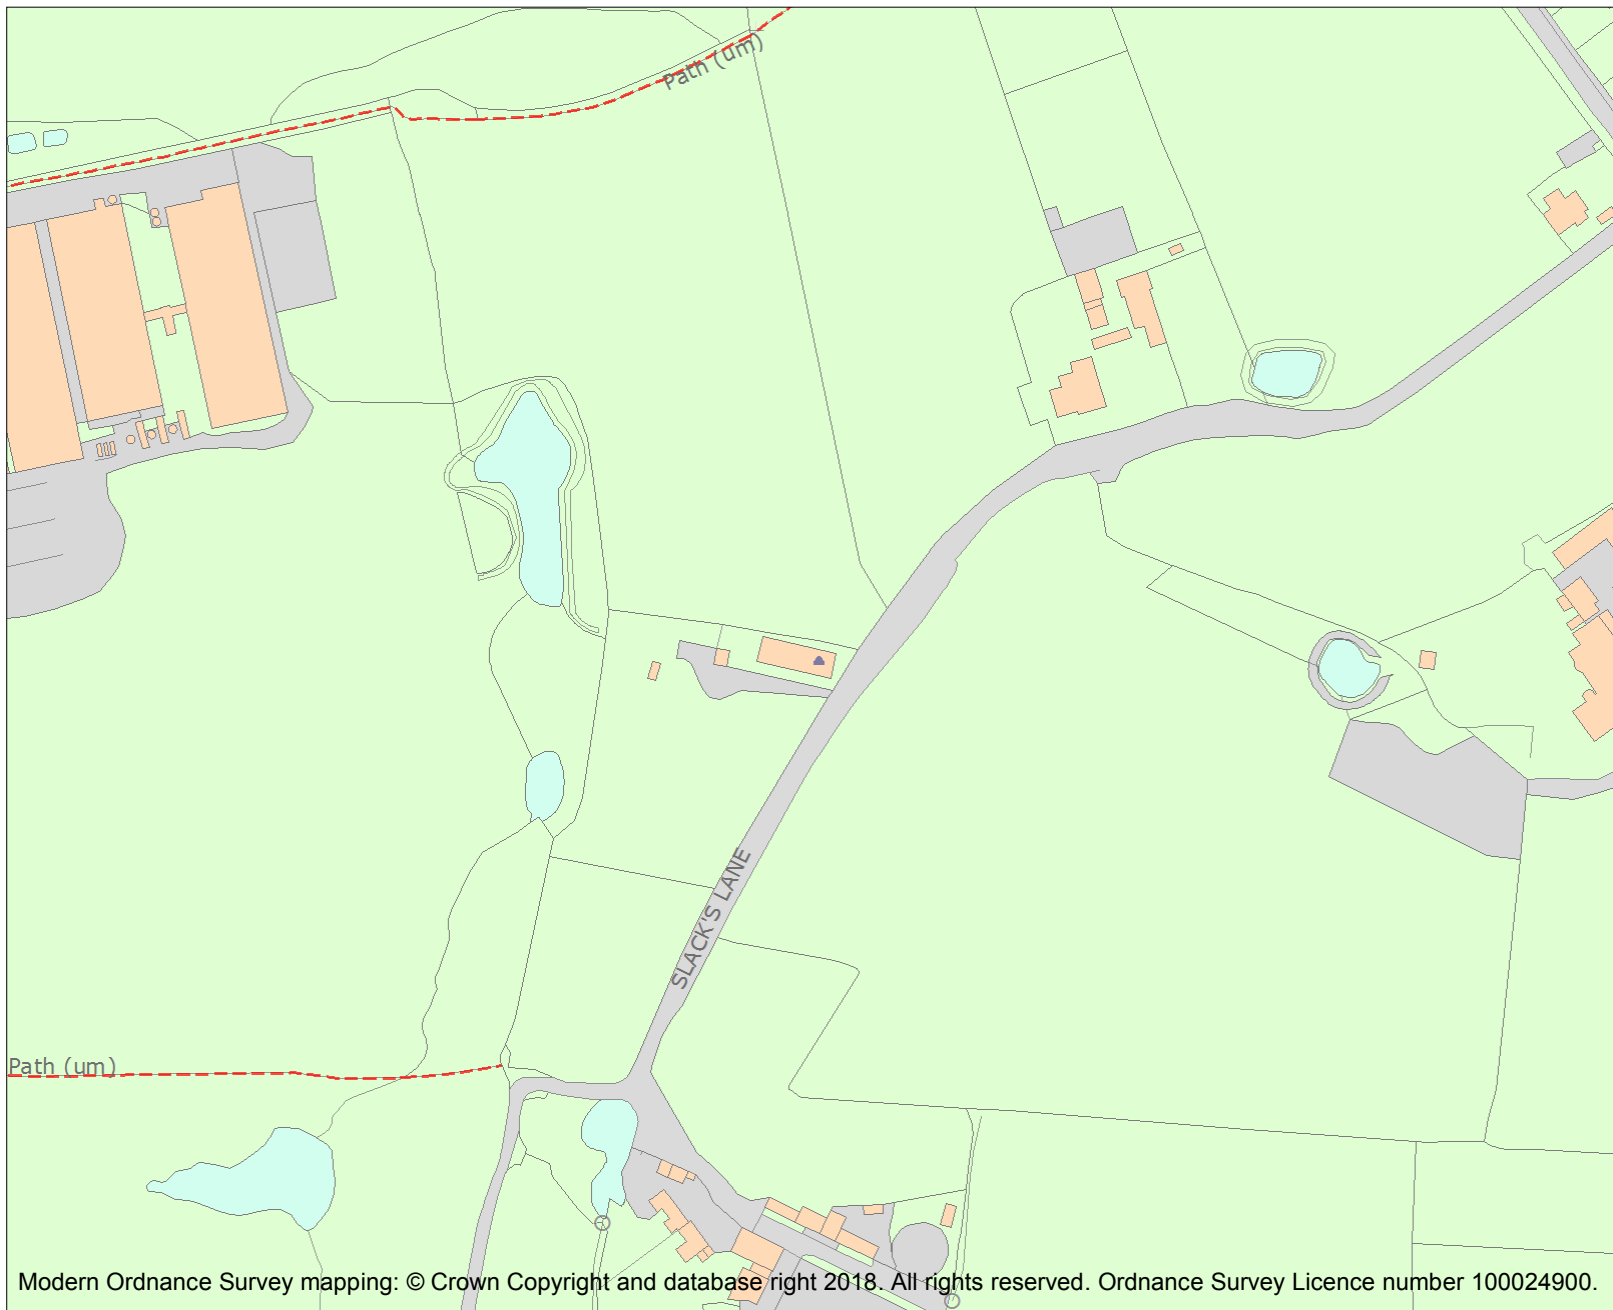 Path (um)
SLACK'S LANE
Path (um)
Modern Ordnance Survey mapping: © Crown Copyright and database right 2018. All rights reserved. Ordnance Survey Licence number 100024900.